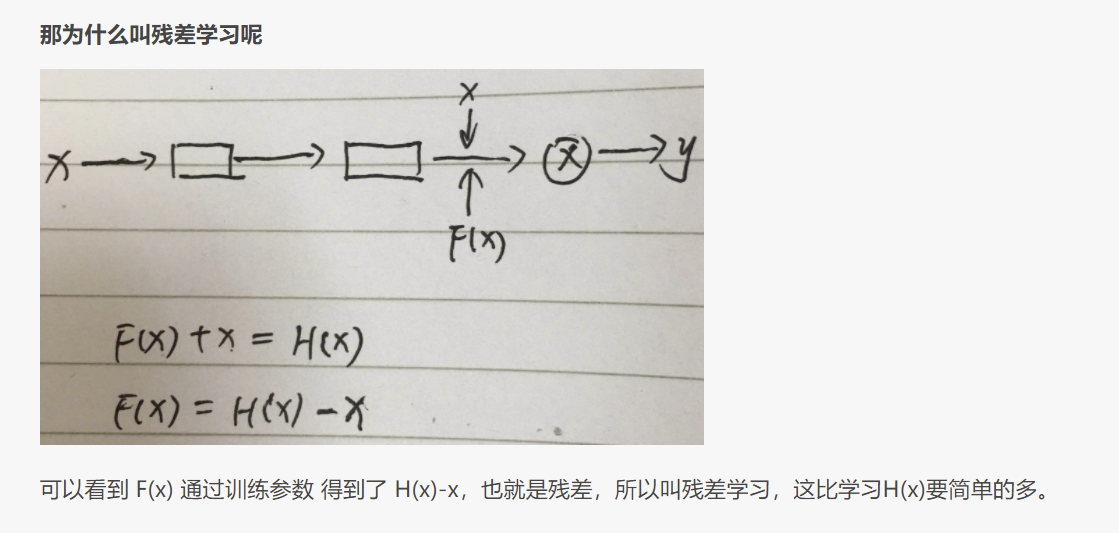 那为什么叫残差学习呢
x
x → → → ⓧ → y
F(x)
F(x) + x = H(x)
F(x) = H(x) - x
可以看到 F(x) 通过训练参数 得到了 H(x)-x，也就是残差，所以叫残差学习，这比学习H(x)要简单的多。